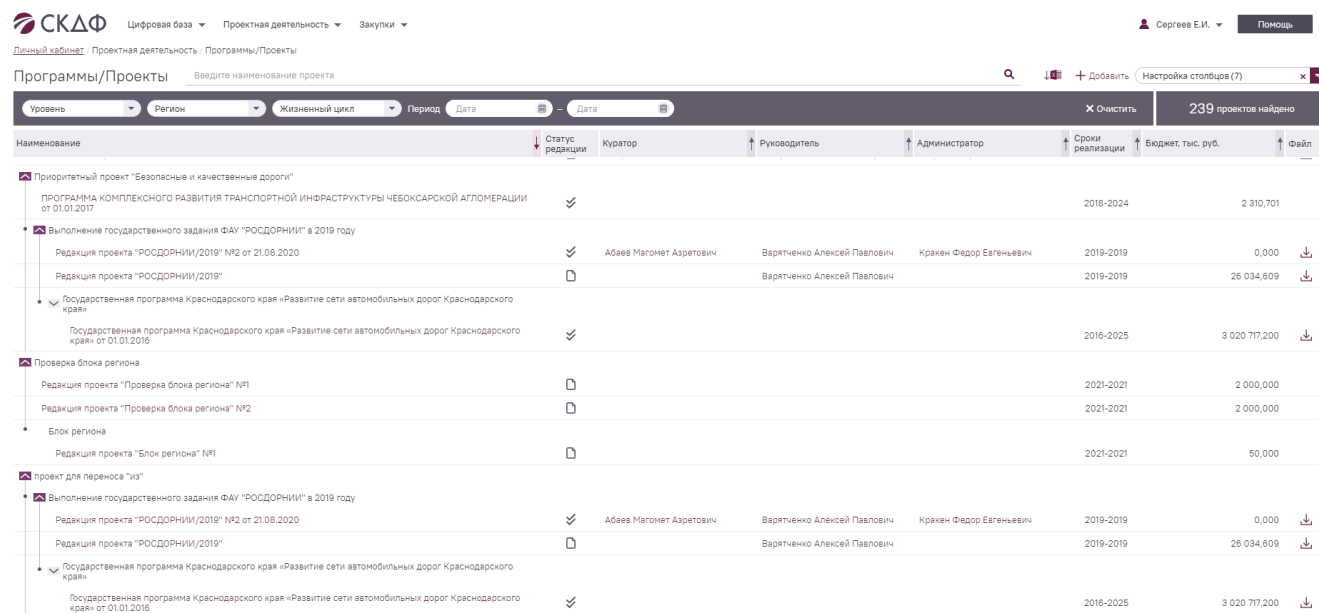 СКДФ Цифровая база Проектная деятельность Закупки Сергеев Е.И. Помощь
Личный кабинет / Проектная деятельность / Программы/Проекты
Программы/Проекты Введите наименование проекта + Добавить Настройка столбцов (7) ×
Уровень Регион Жизненный цикл Период Дата – Дата × Очистить 239 проектов найдено
Наименование Статус редакции Куратор Руководитель Администратор Сроки реализации Бюджет, тыс. руб. Файл
Приоритетный проект "Безопасные и качественные дороги"
ПРОГРАММА КОМПЛЕКСНОГО РАЗВИТИЯ ТРАНСПОРТНОЙ ИНФРАСТРУКТУРЫ ЧЕБОКСАРСКОЙ АГЛОМЕРАЦИИ
от 01.01.2017 2018-2024 2 310,701
Выполнение государственного задания ФАУ "РОСДОРНИИ" в 2019 году
Редакция проекта "РОСДОРНИИ/2019" №2 от 21.08.2020 Абаев Магомет Азретович Варятченко Алексей Павлович Кракен Федор Евгеньевич 2019-2019 0,000
Редакция проекта "РОСДОРНИИ/2019" Варятченко Алексей Павлович 2019-2019 26 034,609
Государственная программа Краснодарского края «Развитие сети автомобильных дорог Краснодарского
края»
Государственная программа Краснодарского края «Развитие сети автомобильных дорог Краснодарского
края» от 01.01.2016 2016-2025 3 020 717,200
Проверка блока региона
Редакция проекта "Проверка блока региона" №1 2021-2021 2 000,000
Редакция проекта "Проверка блока региона" №2 2021-2021 2 000,000
Блок региона
Редакция проекта "Блок региона" №1 2021-2021 50,000
проект для переноса "из"
Выполнение государственного задания ФАУ "РОСДОРНИИ" в 2019 году
Редакция проекта "РОСДОРНИИ/2019" №2 от 21.08.2020 Абаев Магомет Азретович Варятченко Алексей Павлович Кракен Федор Евгеньевич 2019-2019 0,000
Редакция проекта "РОСДОРНИИ/2019" Варятченко Алексей Павлович 2019-2019 26 034,609
Государственная программа Краснодарского края «Развитие сети автомобильных дорог Краснодарского
края»
Государственная программа Краснодарского края «Развитие сети автомобильных дорог Краснодарского
края» от 01.01.2016 2016-2025 3 020 717,200